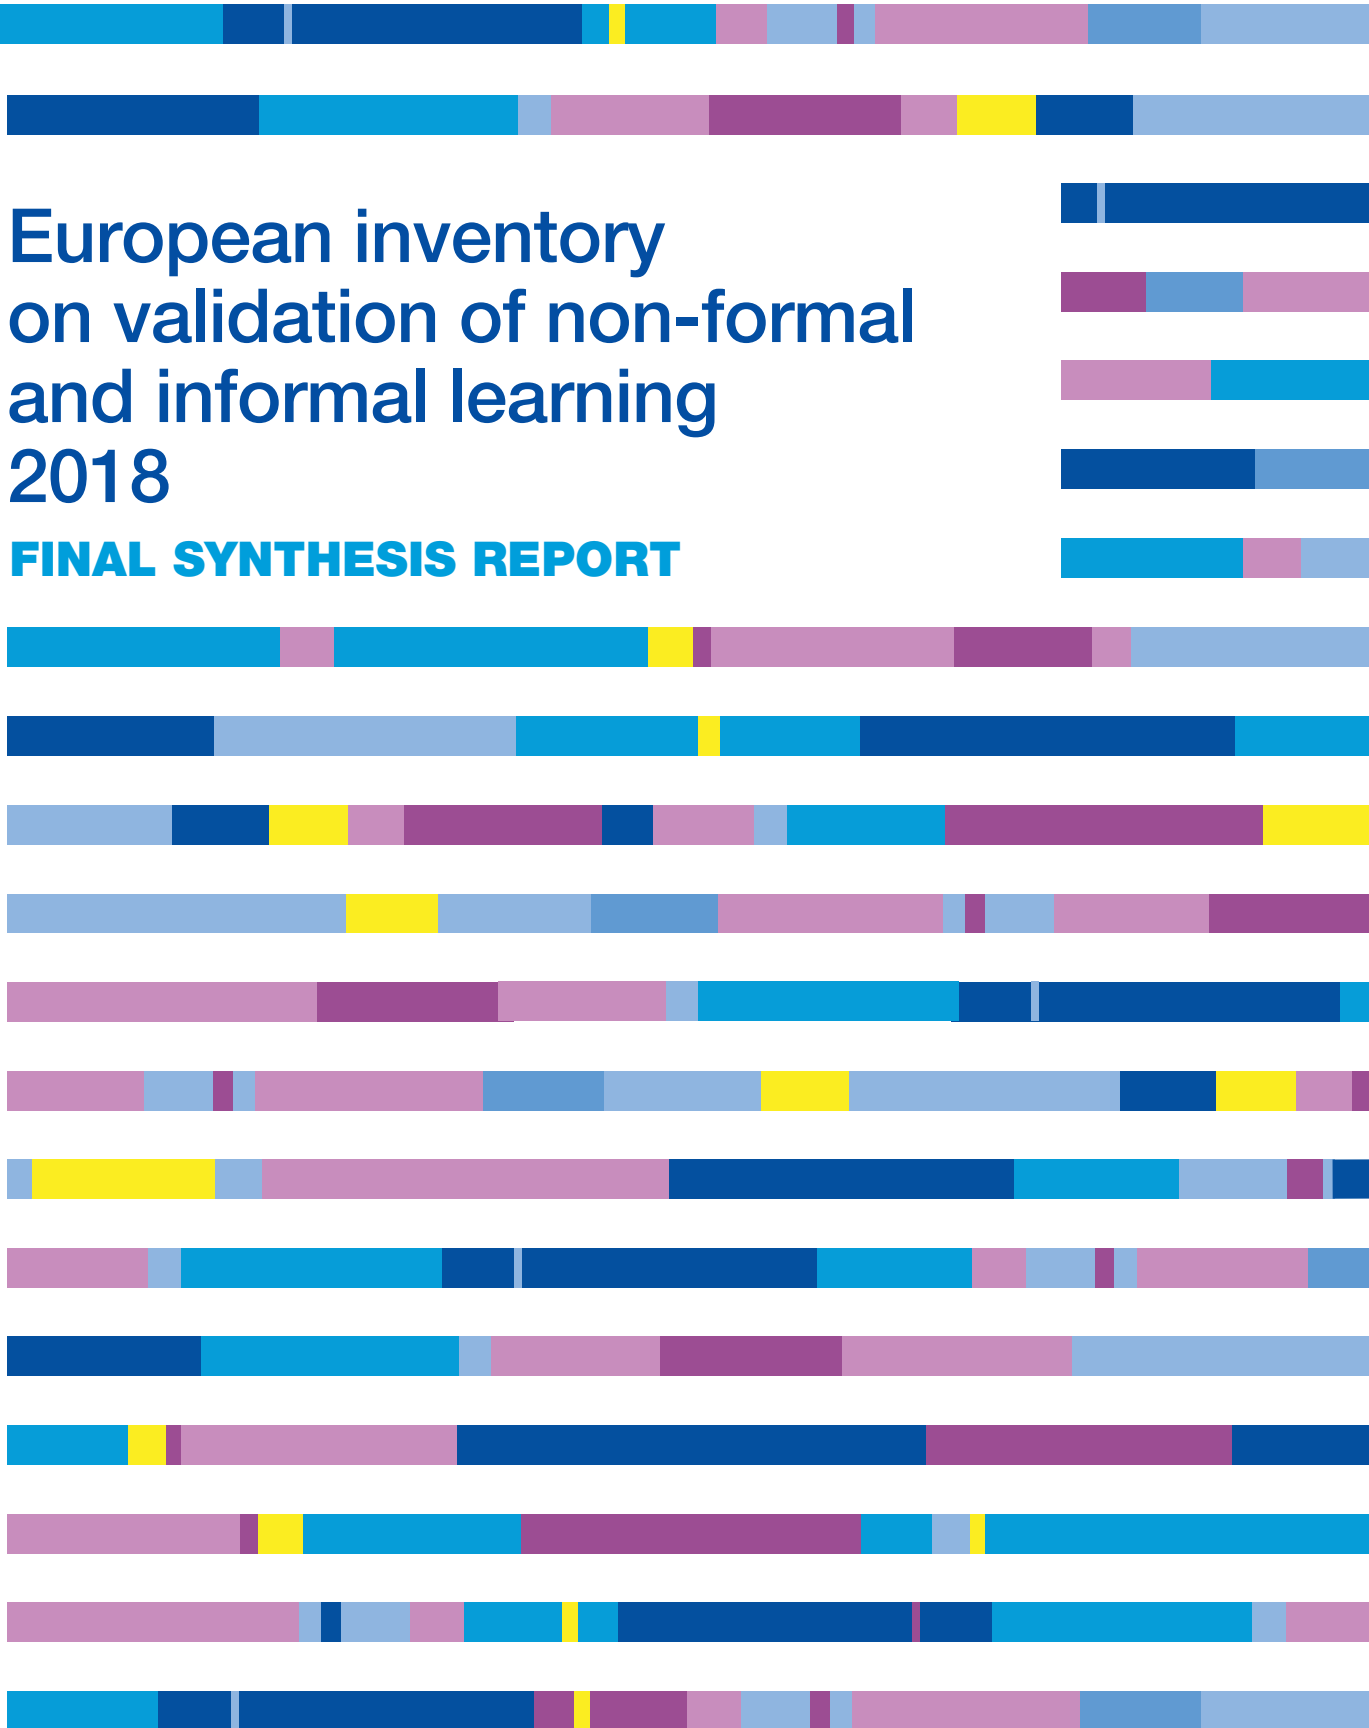 European inventory
on validation of non-formal
and informal learning
2018
FINAL SYNTHESIS REPORT